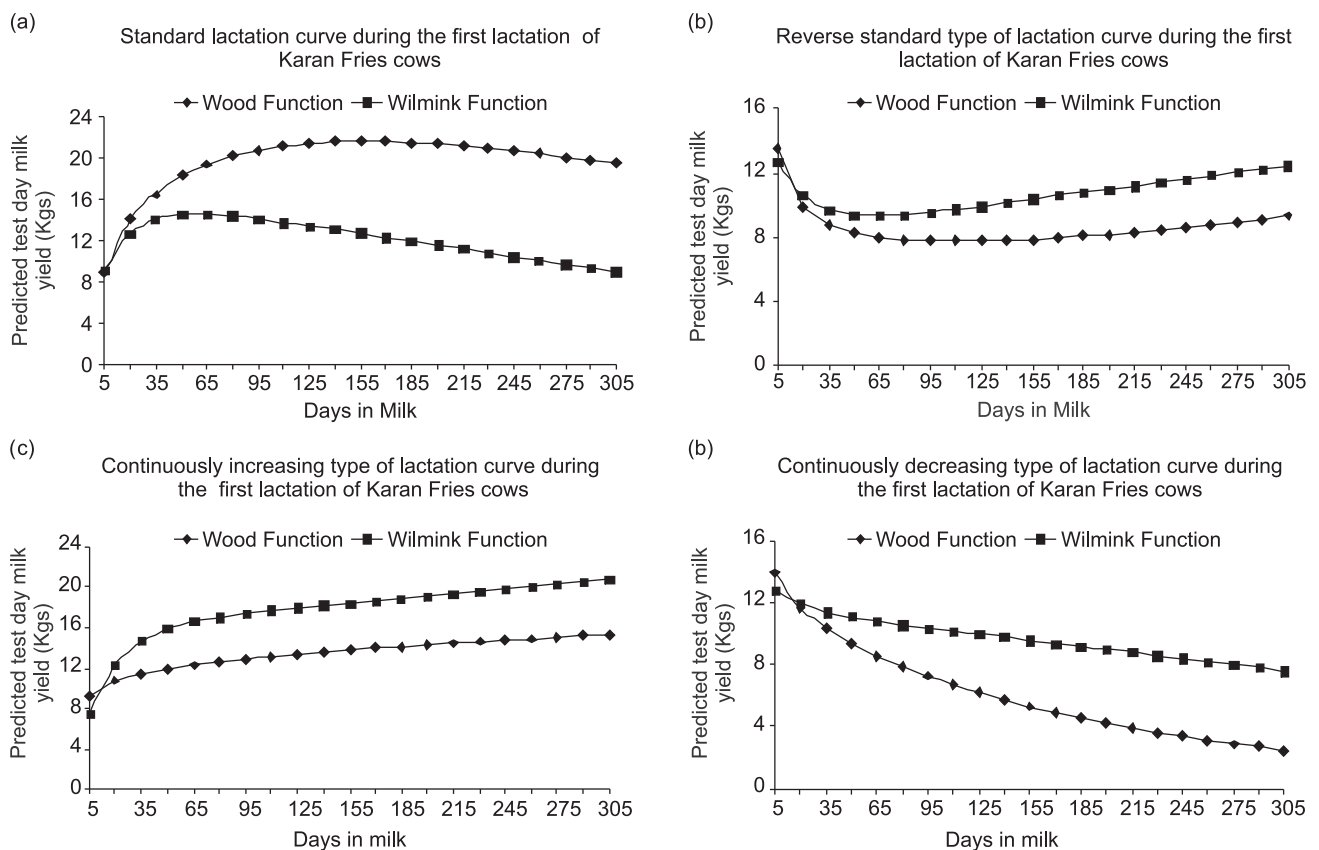 (a)
Standard lactation curve during the first lactation of
Karan Fries cows
Wood Function Wilmink Function
Predicted test day milk
yield (Kgs)
24
20
16
12
8
4
0
5 35 65 95 125 155 185 215 245 275 305
Days in Milk
(b)
Reverse standard type of lactation curve during the first
lactation of Karan Fries cows
Wood Function Wilmink Function
Predicted test day milk
yield (Kgs)
16
12
8
4
0
5 35 65 95 125 155 185 215 245 275 305
Days in Milk
(c)
Continuously increasing type of lactation curve during
the first lactation of Karan Fries cows
Wood Function Wilmink Function
Predicted test day milk
yield (Kgs)
24
20
16
12
8
4
0
5 35 65 95 125 155 185 215 245 275 305
Days in milk
(b)
Continuously decreasing type of lactation curve during
the first lactation of Karan Fries cows
Wood Function Wilmink Function
Predicted test day milk
yield (Kgs)
16
12
8
4
0
5 35 65 95 125 155 185 215 245 275 305
Days in milk